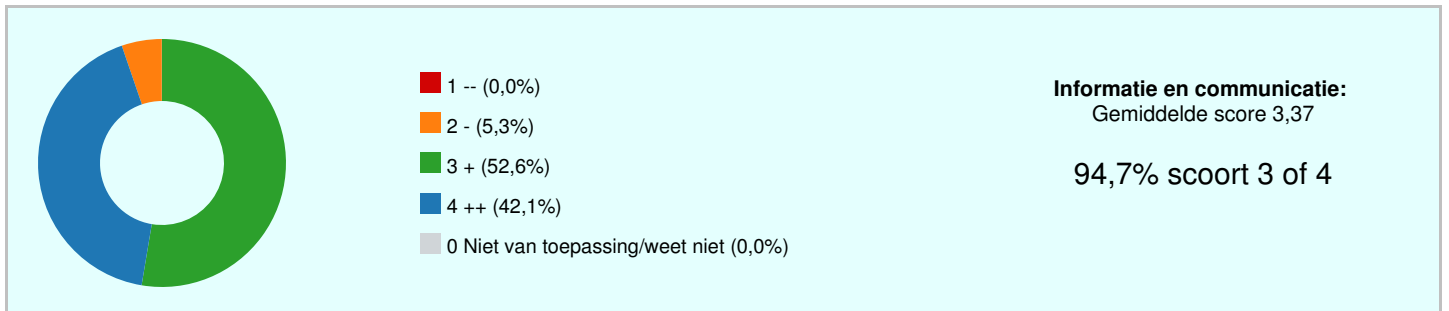 1 -- (0,0%)
2 - (5,3%)
3 + (52,6%)
4 ++ (42,1%)
0 Niet van toepassing/weet niet (0,0%)
Informatie en communicatie:
Gemiddelde score 3,37
94,7% scoort 3 of 4